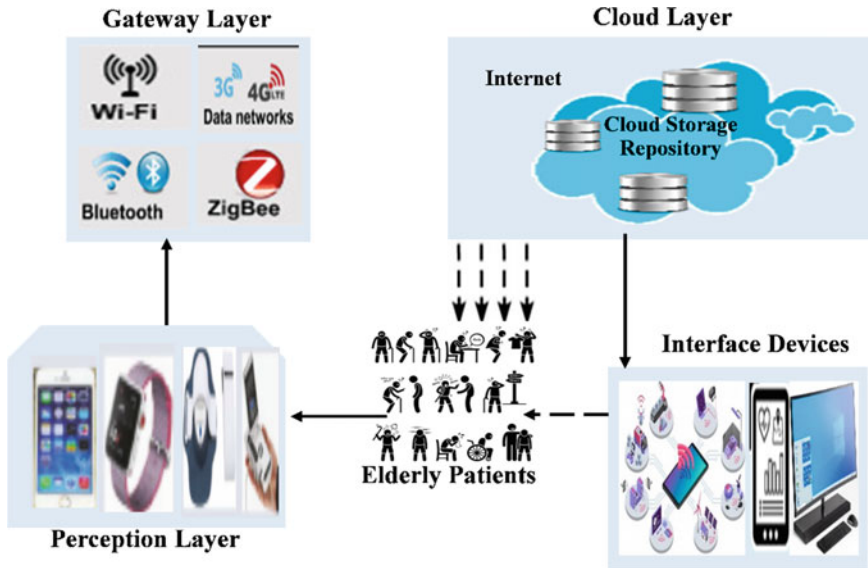 Gateway Layer
Wi-Fi
3G 4G LTE
Data networks
Bluetooth
ZigBee
Cloud Layer
Internet
Cloud Storage
Repository
Elderly Patients
Interface Devices
Perception Layer